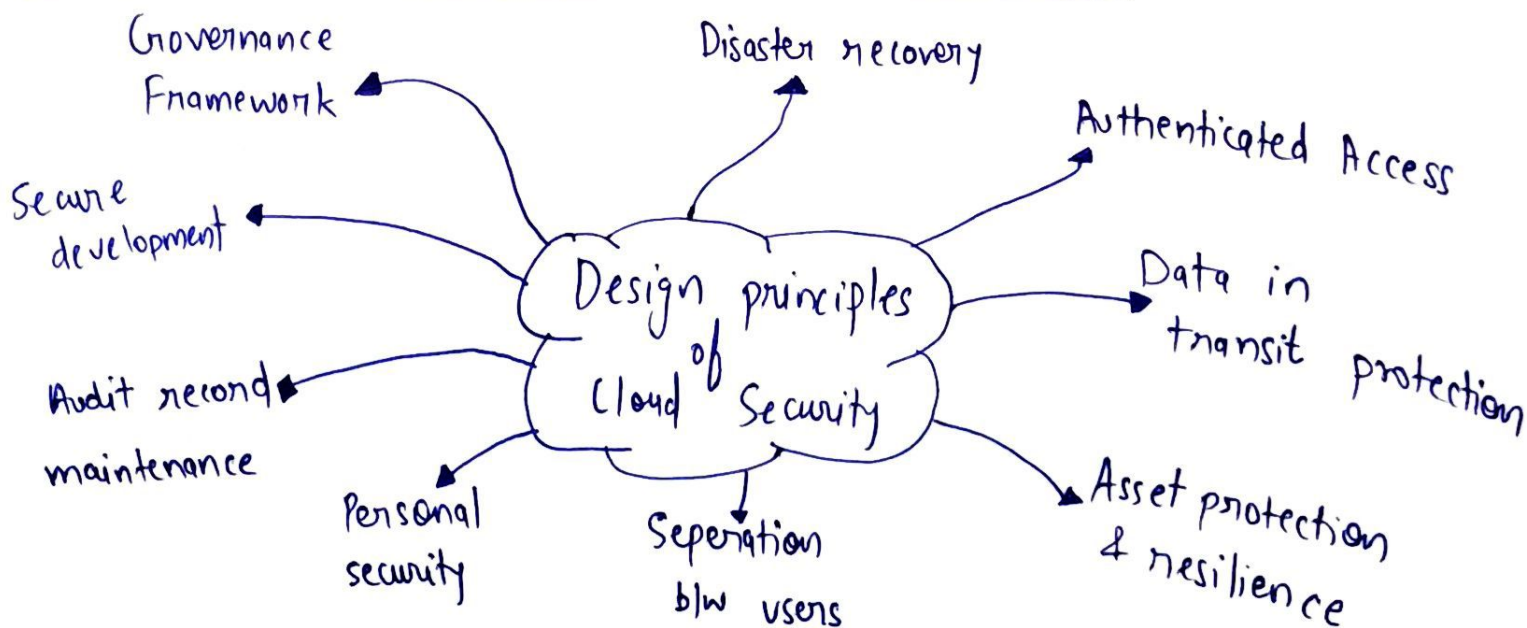 Governance
Framework
Disaster recovery
Authenticated Access
Secure
development
Data in
transit protection
Design principles
of
Cloud Security
Audit record
maintenance
Personal
security
Seperation
b/w users
Asset protection
& resilience